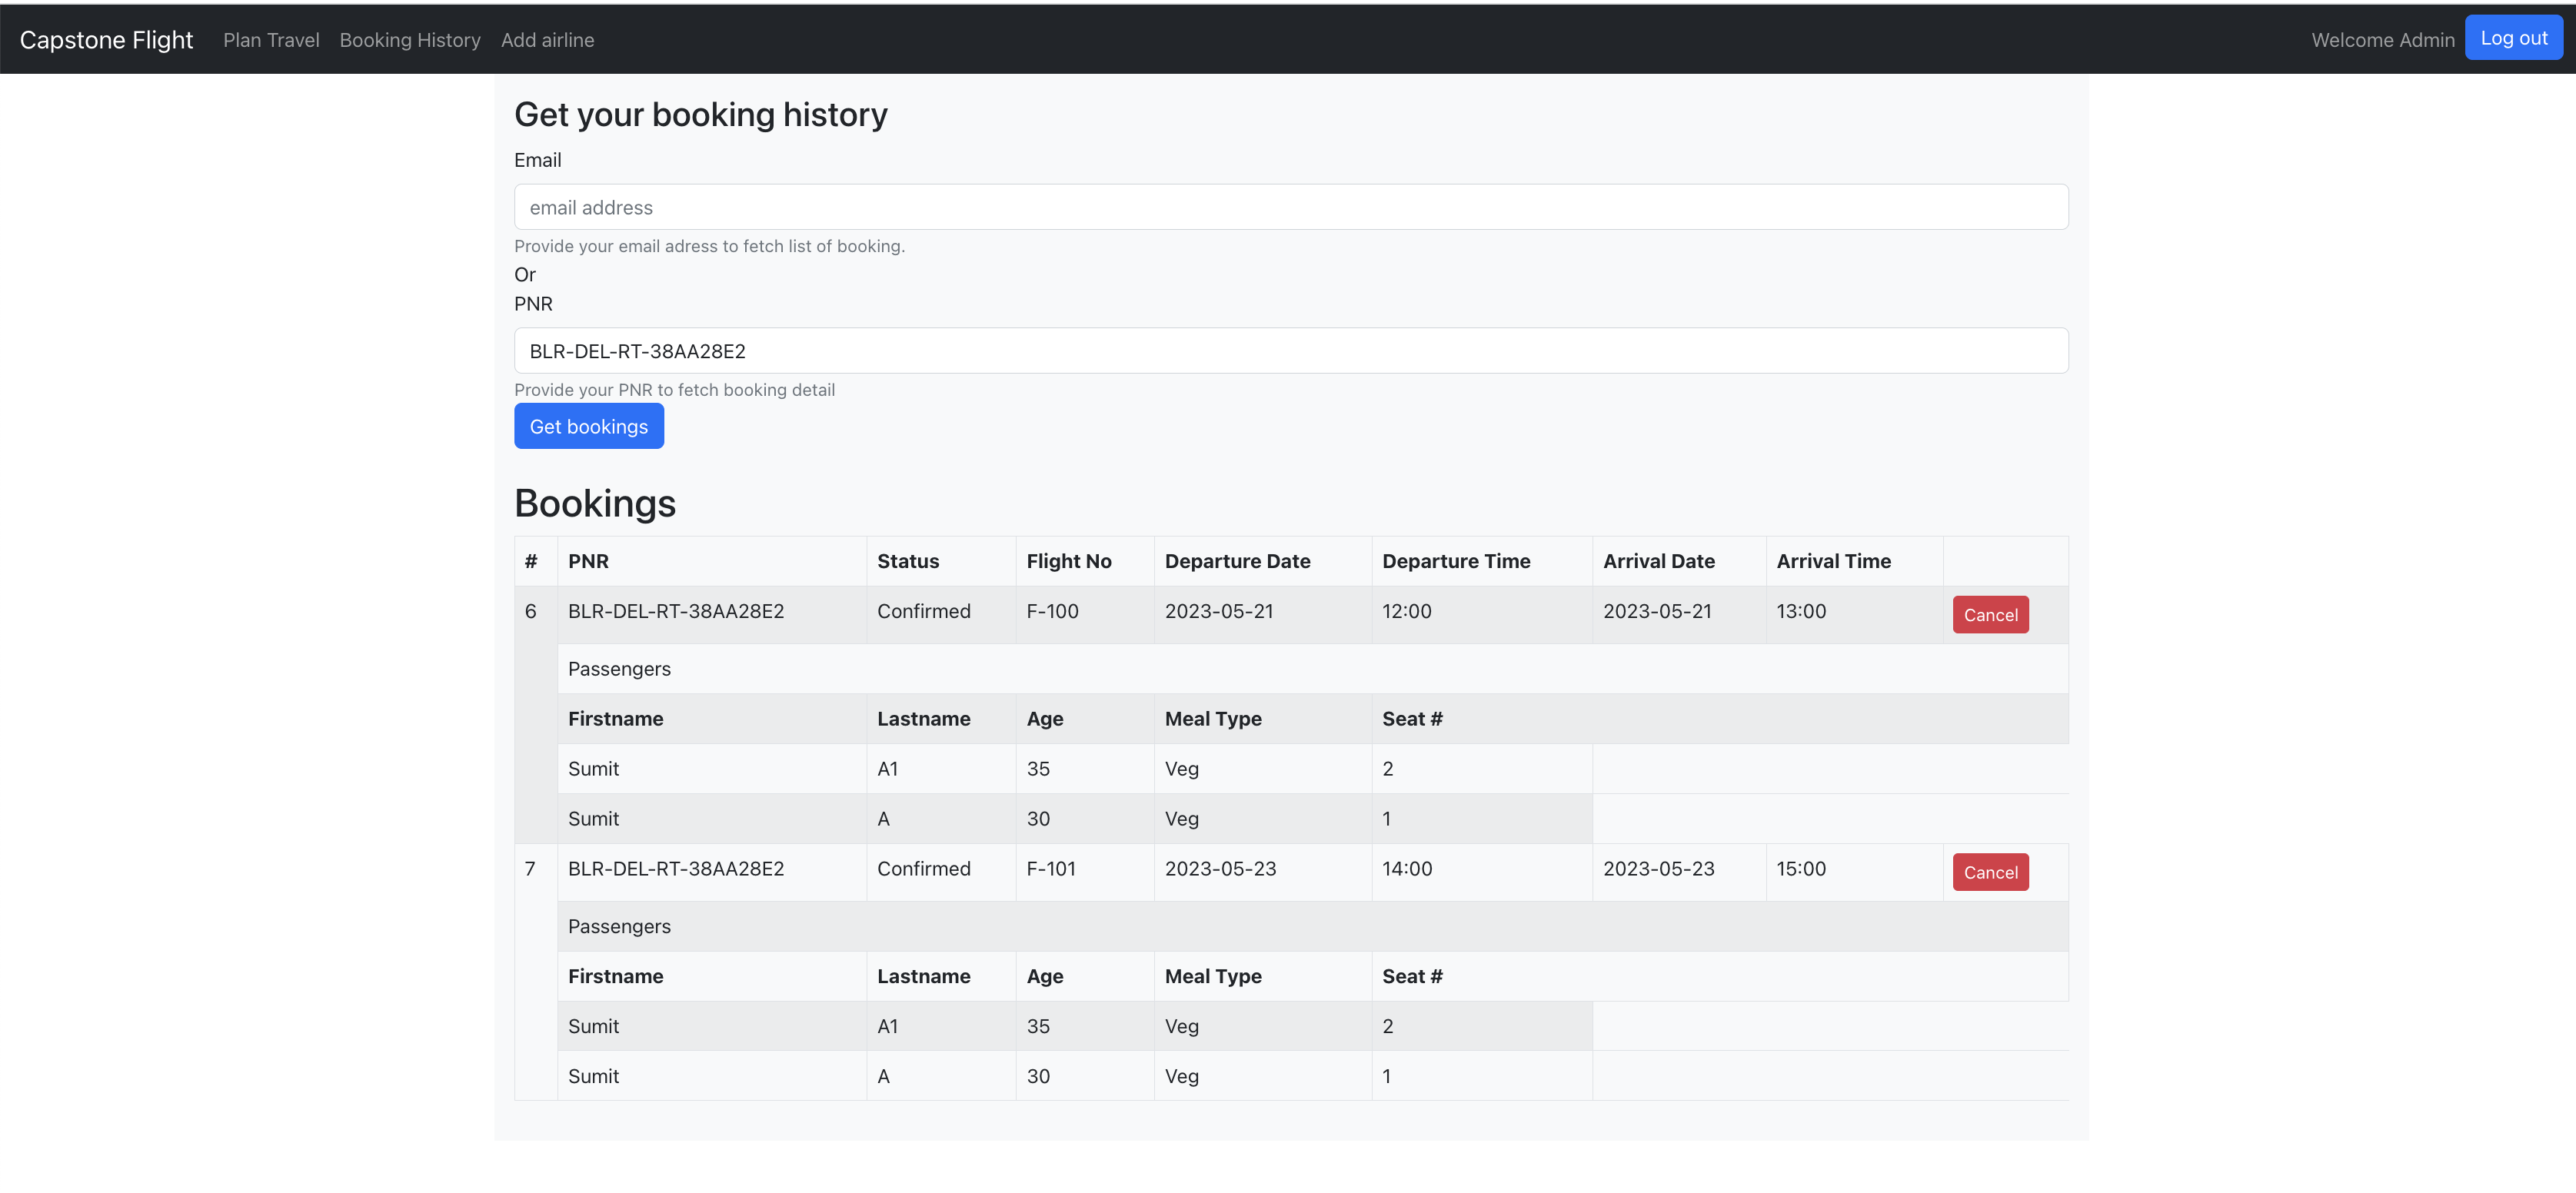 Capstone Flight Plan Travel Booking History Add airline Welcome Admin Log out
Get your booking history
Email
email address
Provide your email adress to fetch list of booking.
Or
PNR
BLR-DEL-RT-38AA28E2
Provide your PNR to fetch booking detail
Get bookings
Bookings
# PNR Status Flight No Departure Date Departure Time Arrival Date Arrival Time
6 BLR-DEL-RT-38AA28E2 Confirmed F-100 2023-05-21 12:00 2023-05-21 13:00 Cancel
Passengers
Firstname Lastname Age Meal Type Seat #
Sumit A1 35 Veg 2
Sumit A 30 Veg 1
7 BLR-DEL-RT-38AA28E2 Confirmed F-101 2023-05-23 14:00 2023-05-23 15:00 Cancel
Passengers
Firstname Lastname Age Meal Type Seat #
Sumit A1 35 Veg 2
Sumit A 30 Veg 1